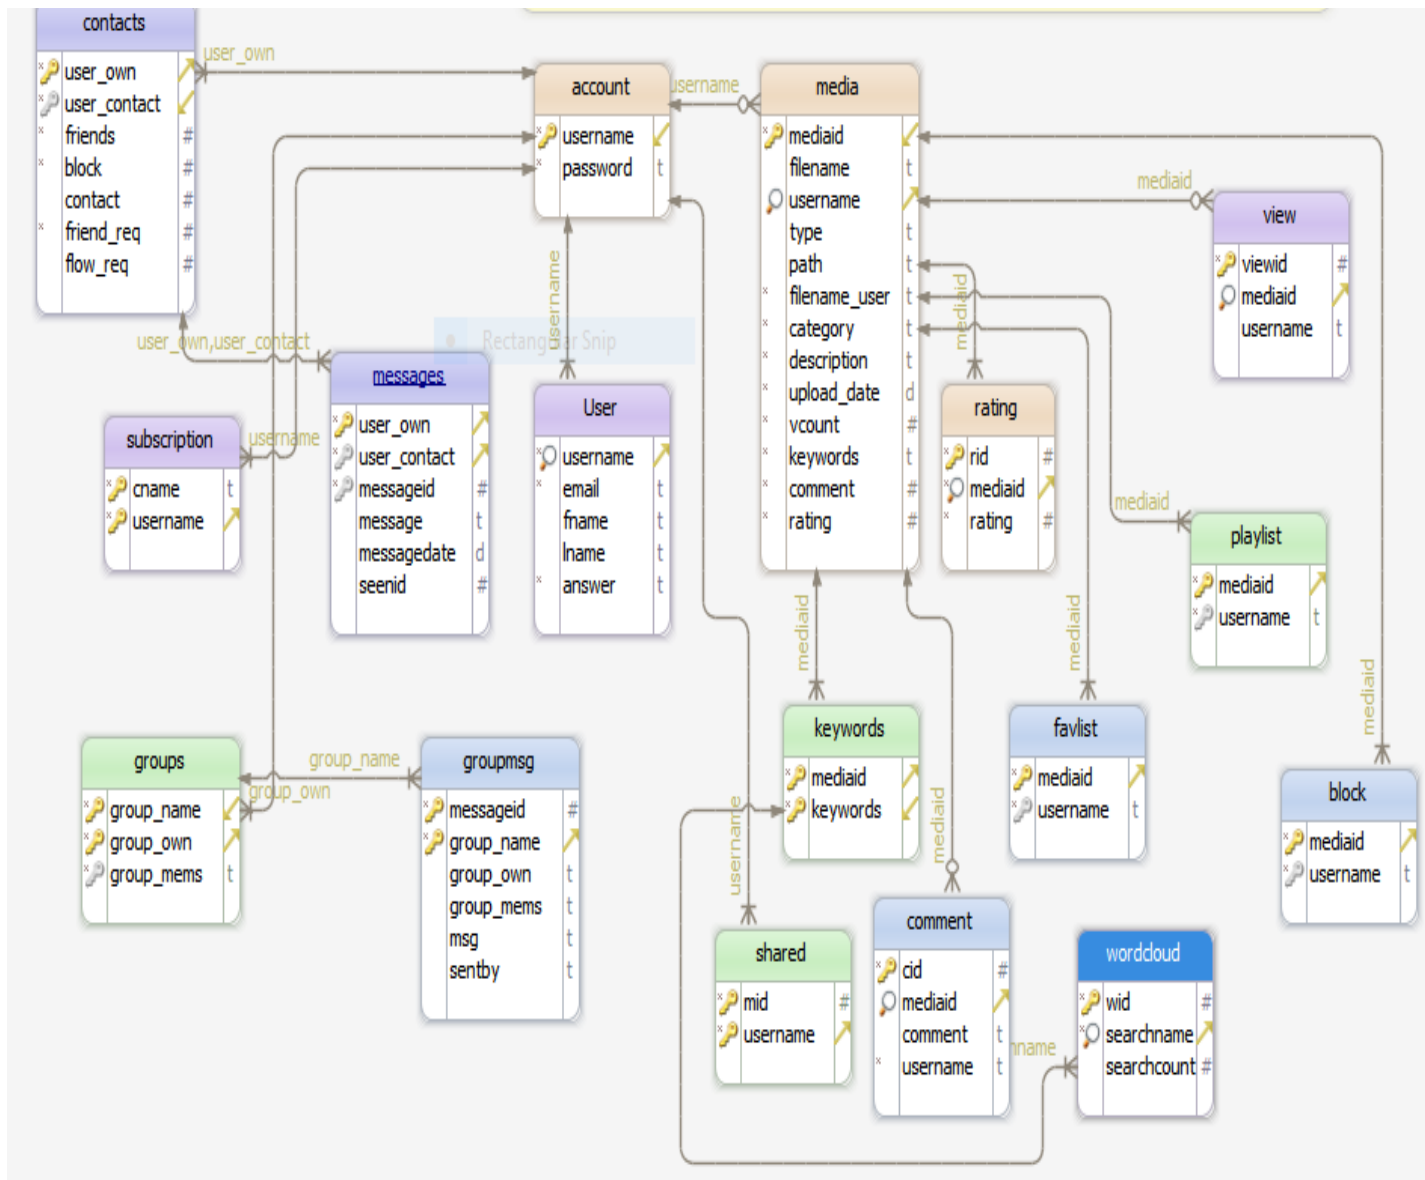 contacts
user_own
user_contact
friends #
block #
contact #
friend_req #
flow_req #
user_own
account
username
password t
username
media
mediaid
filename t
username
type t
path t
filename_user t
category t
description t
upload_date d
vcount #
keywords t
comment #
rating #
mediaid
view
viewid #
mediaid
username t
user_own,user_contact
Rectangular Snip
username
mediaid
messages
user_own
user_contact
messageid #
message t
messagedate d
seenid #
User
username
email t
fname t
lname t
answer t
rating
rid #
mediaid
rating #
subscription
cname t
username
username
mediaid
playlist
mediaid
username t
mediaid
mediaid
mediaid
groups
group_name
group_own
group_mems t
group_name
group_own
groupmsg
messageid #
group_name
group_own t
group_mems t
msg t
sentby t
keywords
mediaid
keywords
favlist
mediaid
username t
block
mediaid
username t
username
mediaid
shared
mid #
username
comment
cid #
mediaid
comment t
username t
wordcloud
wid #
searchname
searchcount #